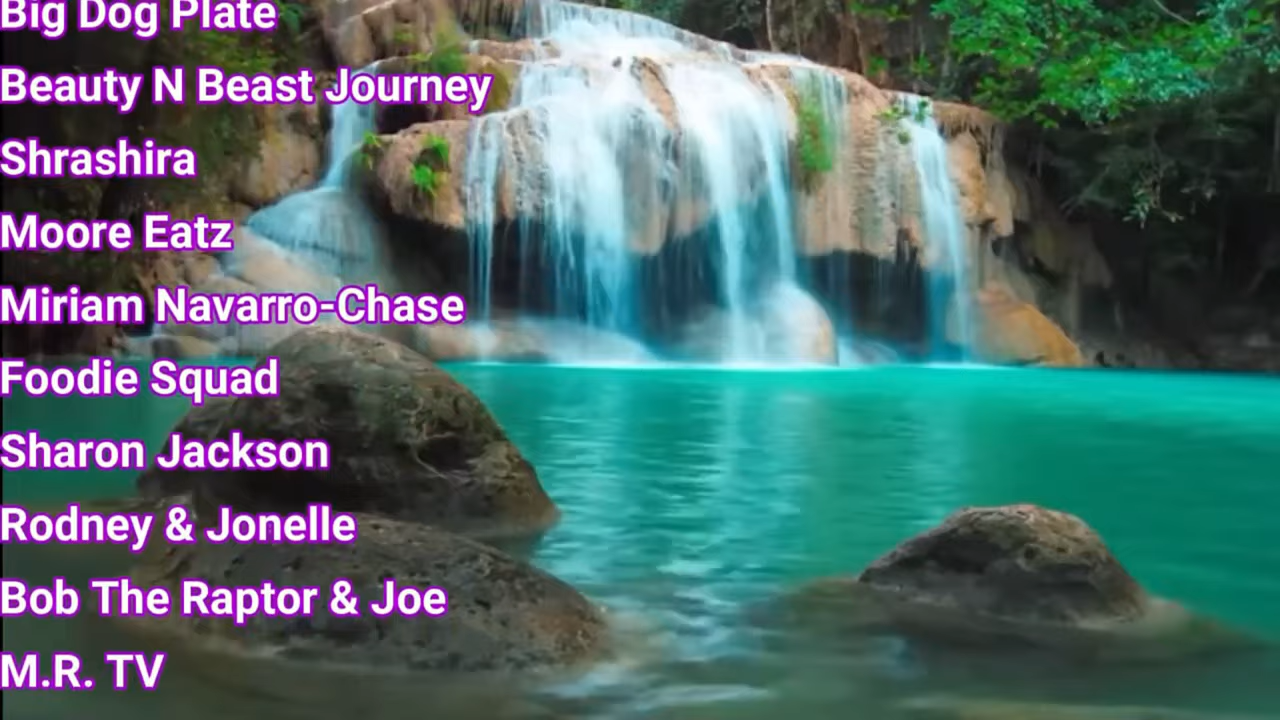 Big Dog Plate
Beauty N Beast Journey
Shrashira
Moore Eatz
Miriam Navarro-Chase
Foodie Squad
Sharon Jackson
Rodney & Jonelle
Bob The Raptor & Joe
M.R. TV